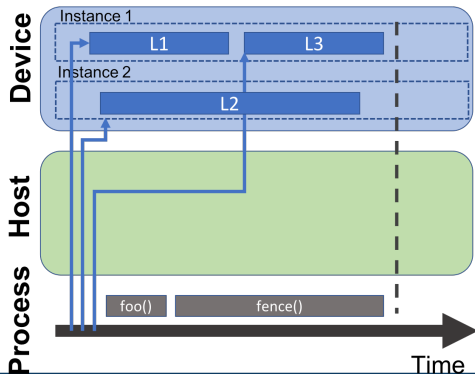 Device
Instance 1
L1
L3
Instance 2
L2
Host
Process
foo()
fence()
Time